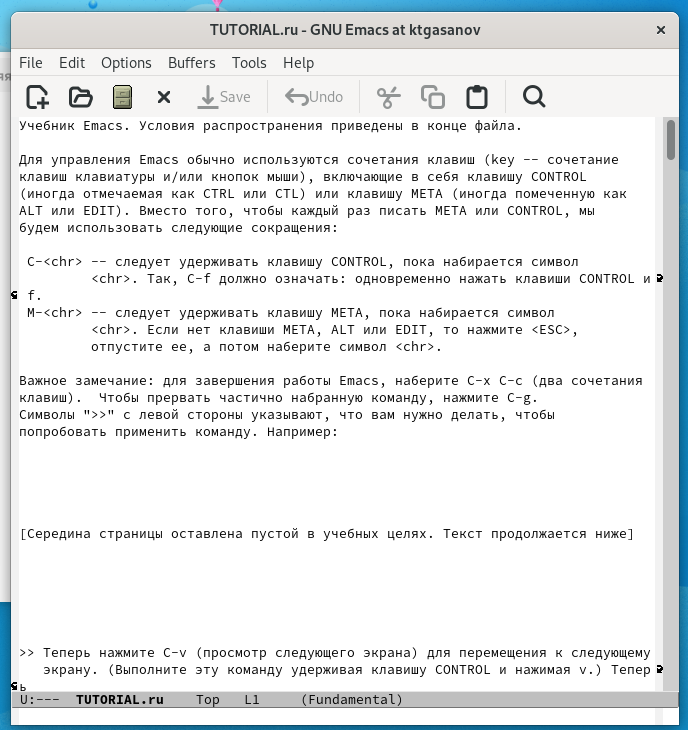 TUTORIAL.ru - GNU Emacs at ktgasanov
File Edit Options Buffers Tools Help
Save Undo
Учебник Emacs. Условия распространения приведены в конце файла.
Для управления Emacs обычно используются сочетания клавиш (key -- сочетание
клавиш клавиатуры и/или кнопок мыши), включающие в себя клавишу CONTROL
(иногда отмечаемая как CTRL или CTL) или клавишу META (иногда помеченную как
ALT или EDIT). Вместо того, чтобы каждый раз писать META или CONTROL, мы
будем использовать следующие сокращения:
C-<chr> -- следует удерживать клавишу CONTROL, пока набирается символ
<chr>. Так, C-f должно означать: одновременно нажать клавиши CONTROL и
f.
M-<chr> -- следует удерживать клавишу META, пока набирается символ
<chr>. Если нет клавиши META, ALT или EDIT, то нажмите <ESC>,
отпустите ее, а потом наберите символ <chr>.
Важное замечание: для завершения работы Emacs, наберите C-x C-c (два сочетания
клавиш).  Чтобы прервать частично набранную команду, нажмите C-g.
Символы ">>" с левой стороны указывают, что вам нужно делать, чтобы
попробовать применить команду. Например:
[Середина страницы оставлена пустой в учебных целях. Текст продолжается ниже]
>> Теперь нажмите C-v (просмотр следующего экрана) для перемещения к следующему
экрану. (Выполните эту команду удерживая клавишу CONTROL и нажимая v.) Тепер
ь
U:--- TUTORIAL.ru Top L1 (Fundamental)